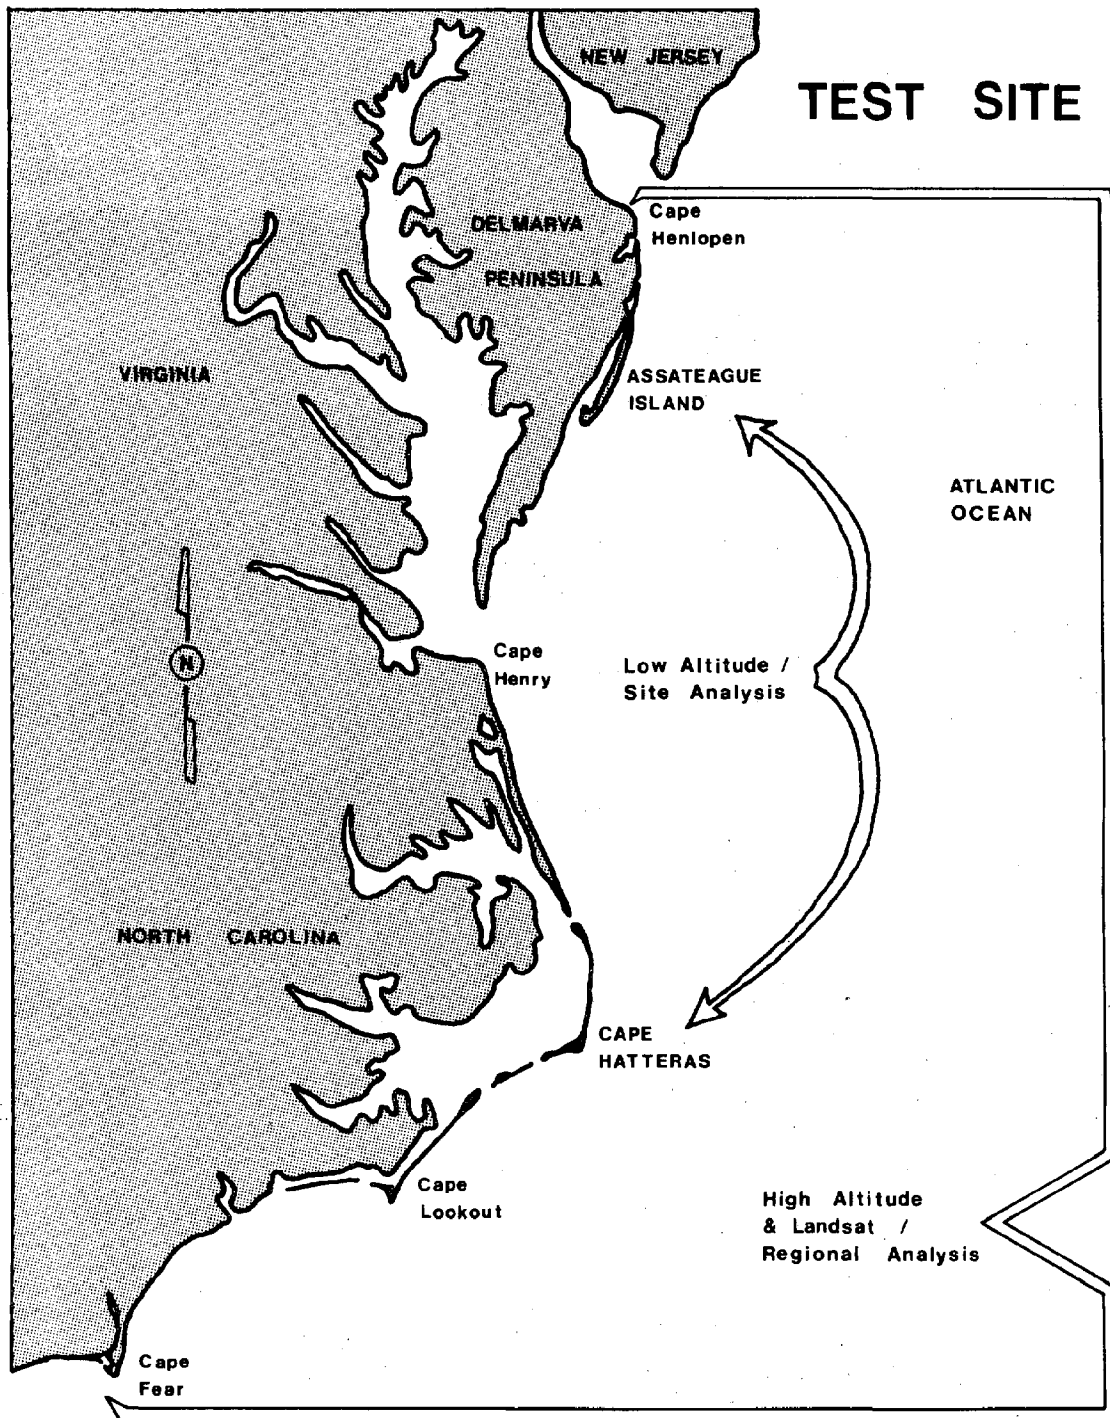 NEW JERSEY
TEST SITE
Cape
Henlopen
DELMARVA
PENINSULA
VIRGINIA
ASSATEAGUE
ISLAND
ATLANTIC
OCEAN
N
Cape
Henry
Low Altitude /
Site Analysis
NORTH CAROLINA
CAPE
HATTERAS
Cape
Lookout
High Altitude
& Landsat /
Regional Analysis
Cape
Fear